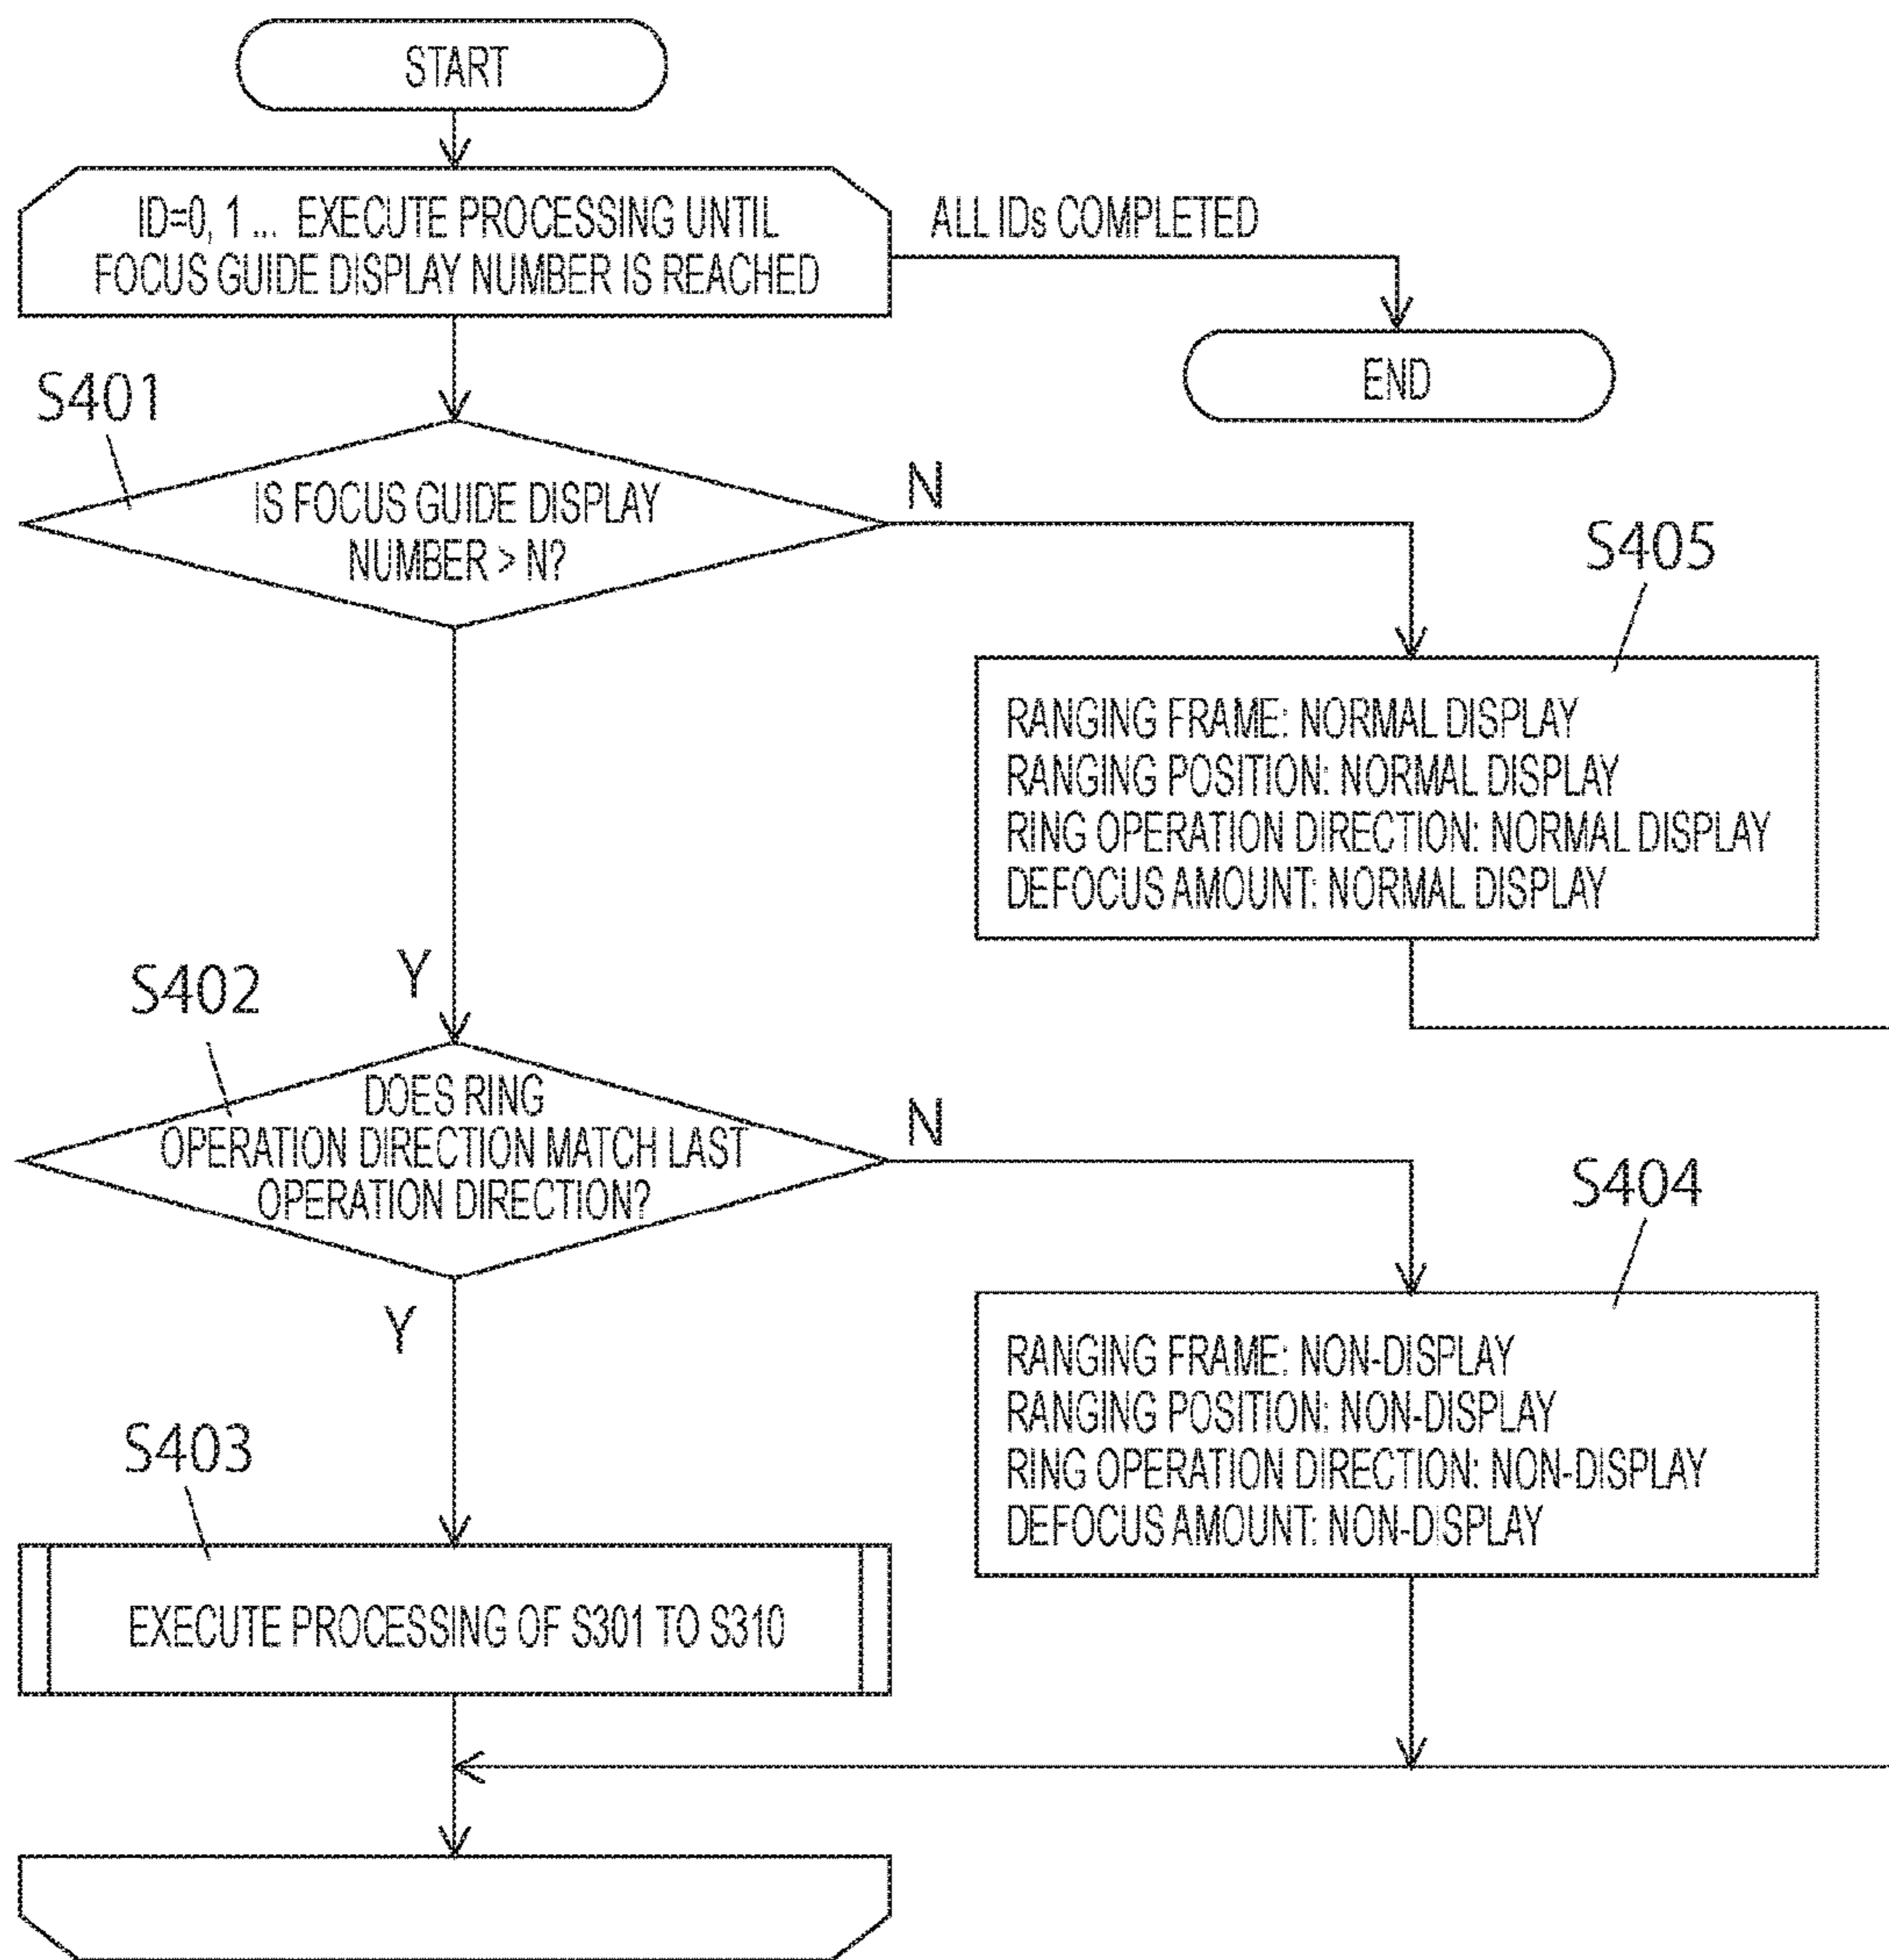 START
ID=0, 1 ... EXECUTE PROCESSING UNTIL
FOCUS GUIDE DISPLAY NUMBER IS REACHED
ALL IDs COMPLETED
END
S401
IS FOCUS GUIDE DISPLAY
NUMBER > N?
N
S405
RANGING FRAME: NORMAL DISPLAY
RANGING POSITION: NORMAL DISPLAY
RING OPERATION DIRECTION: NORMAL DISPLAY
DEFOCUS AMOUNT: NORMAL DISPLAY
Y
S402
DOES RING
OPERATION DIRECTION MATCH LAST
OPERATION DIRECTION?
N
S404
RANGING FRAME: NON-DISPLAY
RANGING POSITION: NON-DISPLAY
RING OPERATION DIRECTION: NON-DISPLAY
DEFOCUS AMOUNT: NON-DISPLAY
Y
S403
EXECUTE PROCESSING OF S301 TO S310